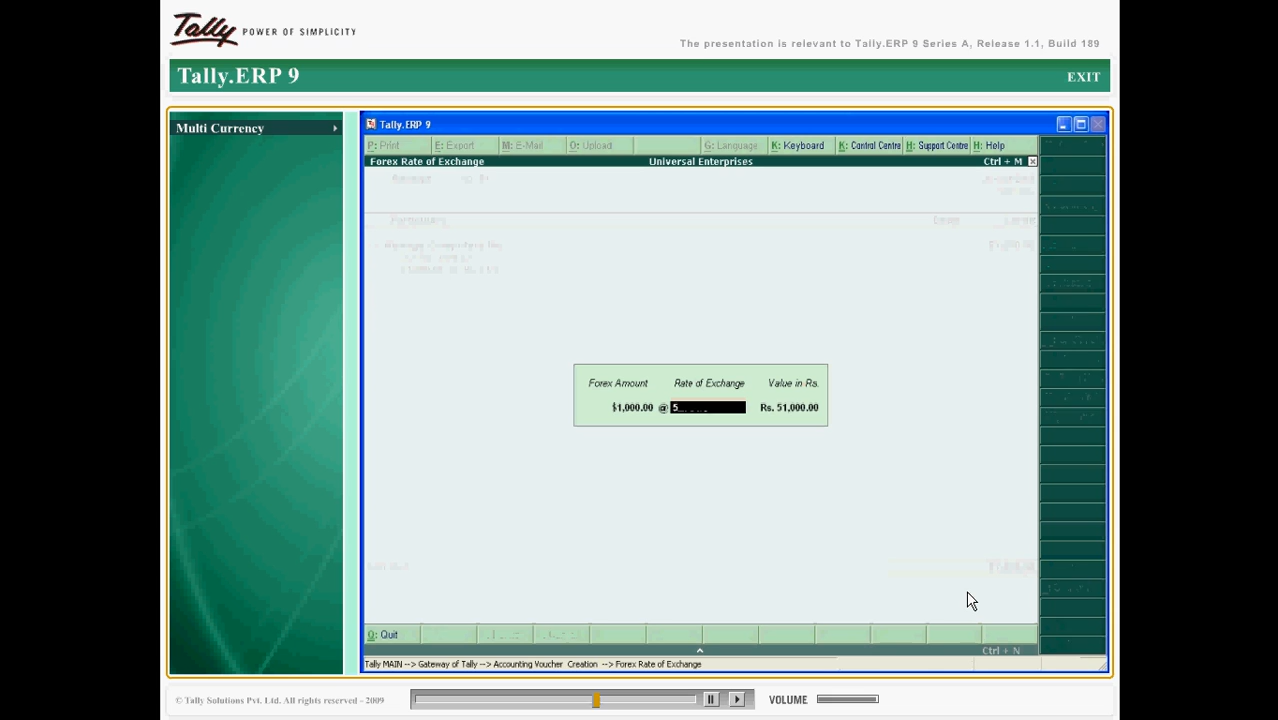 Tally POWER OF SIMPLICITY
The presentation is relevant to Tally.ERP 9 Series A, Release 1.1, Build 189
Tally.ERP 9
EXIT
Multi Currency
Tally.ERP 9
P: Print
E: Export
M: E-Mail
O: Upload
G: Language
K: Keyboard
K: Control Centre
H: Support Centre
H: Help
Forex Rate of Exchange
Universal Enterprises
Ctrl + M
Forex Amount Rate of Exchange Value in Rs.
$1,000.00 @ 5 Rs. 51,000.00
Q: Quit
Ctrl + N
Tally MAIN --> Gateway of Tally --> Accounting Voucher Creation --> Forex Rate of Exchange
© Tally Solutions Pvt. Ltd. All rights reserved - 2009
VOLUME